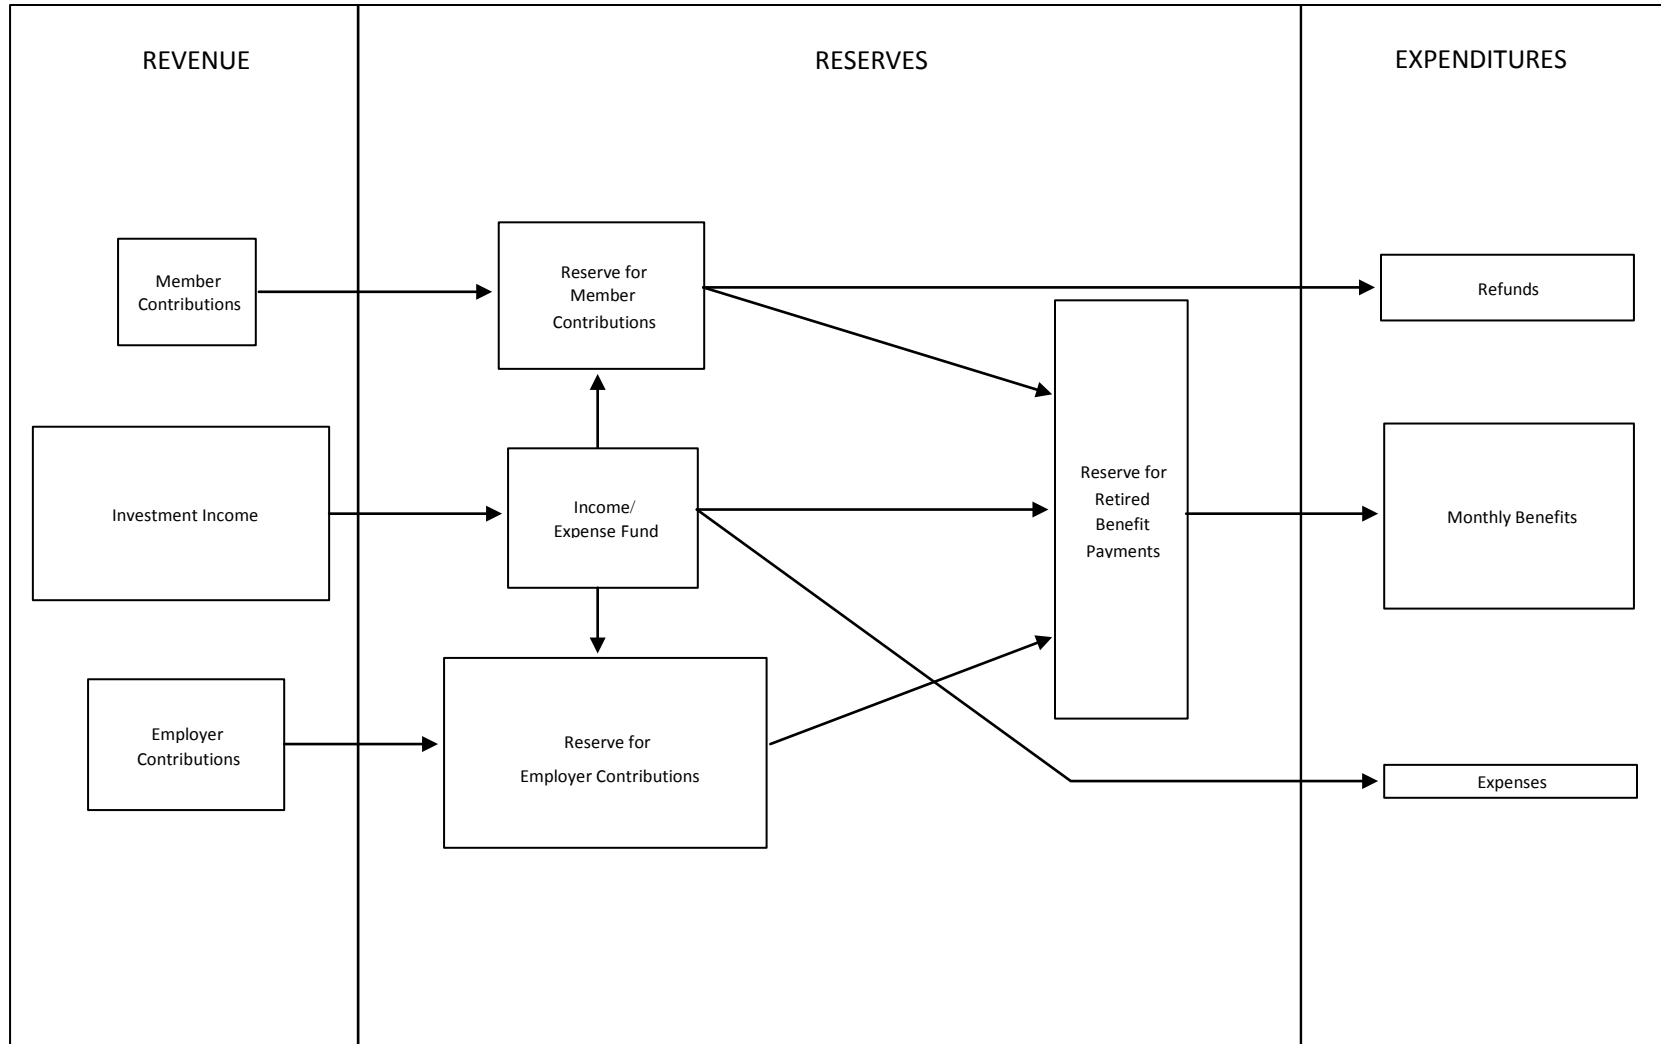 REVENUE
RESERVES
EXPENDITURES
Member
Contributions
Reserve for
Member
Contributions
Refunds
Investment Income
Income/
Expense Fund
Reserve for
Retired
Benefit
Payments
Monthly Benefits
Employer
Contributions
Reserve for
Employer Contributions
Expenses